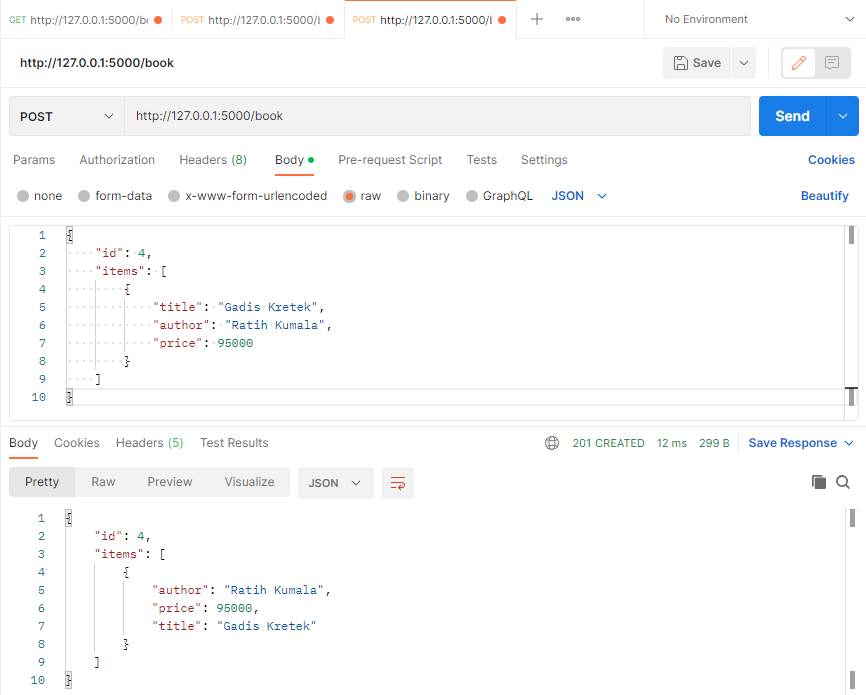 GET http://127.0.0.1:5000/b POST http://127.0.0.1:5000/ POST http://127.0.0.1:5000/ No Environment
http://127.0.0.1:5000/book Save
POST http://127.0.0.1:5000/book Send
Params Authorization Headers (8) Body Pre-request Script Tests Settings Cookies
none form-data x-www-form-urlencoded raw binary GraphQL JSON Beautify
1 {
2 "id": 4,
3 "items": [
4 {
5 "title": "Gadis Kretek",
6 "author": "Ratih Kumala",
7 "price": 95000
8 }
9 ]
10 }
Body Cookies Headers (5) Test Results 201 CREATED 12 ms 299 B Save Response
Pretty Raw Preview Visualize JSON
1 {
2 "id": 4,
3 "items": [
4 {
5 "author": "Ratih Kumala",
6 "price": 95000,
7 "title": "Gadis Kretek"
8 }
9 ]
10 }